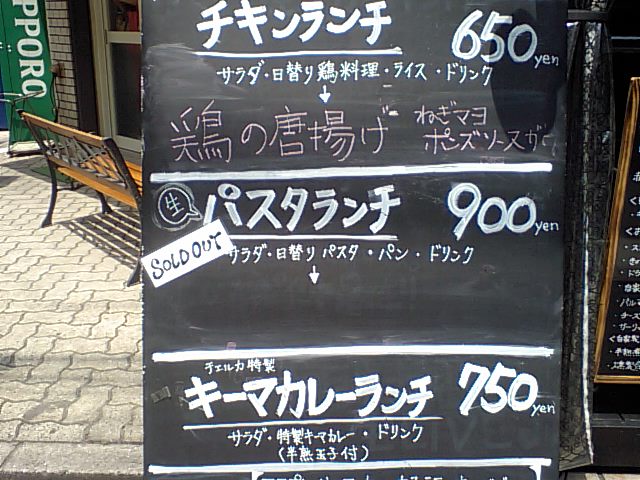 PPORO
チキンランチ 650yen
サラダ・日替り鶏料理・ライス・ドリンク
↓
鶏の唐揚げ ねぎマヨ
ポンズソース
生 パスタランチ 900yen
SOLD OUT
サラダ・日替りパスタ・パン・ドリンク
↓
チェルカ特製
キーマカレーランチ 750yen
サラダ・特製キーマカレー・ドリンク
(半熟玉子付)